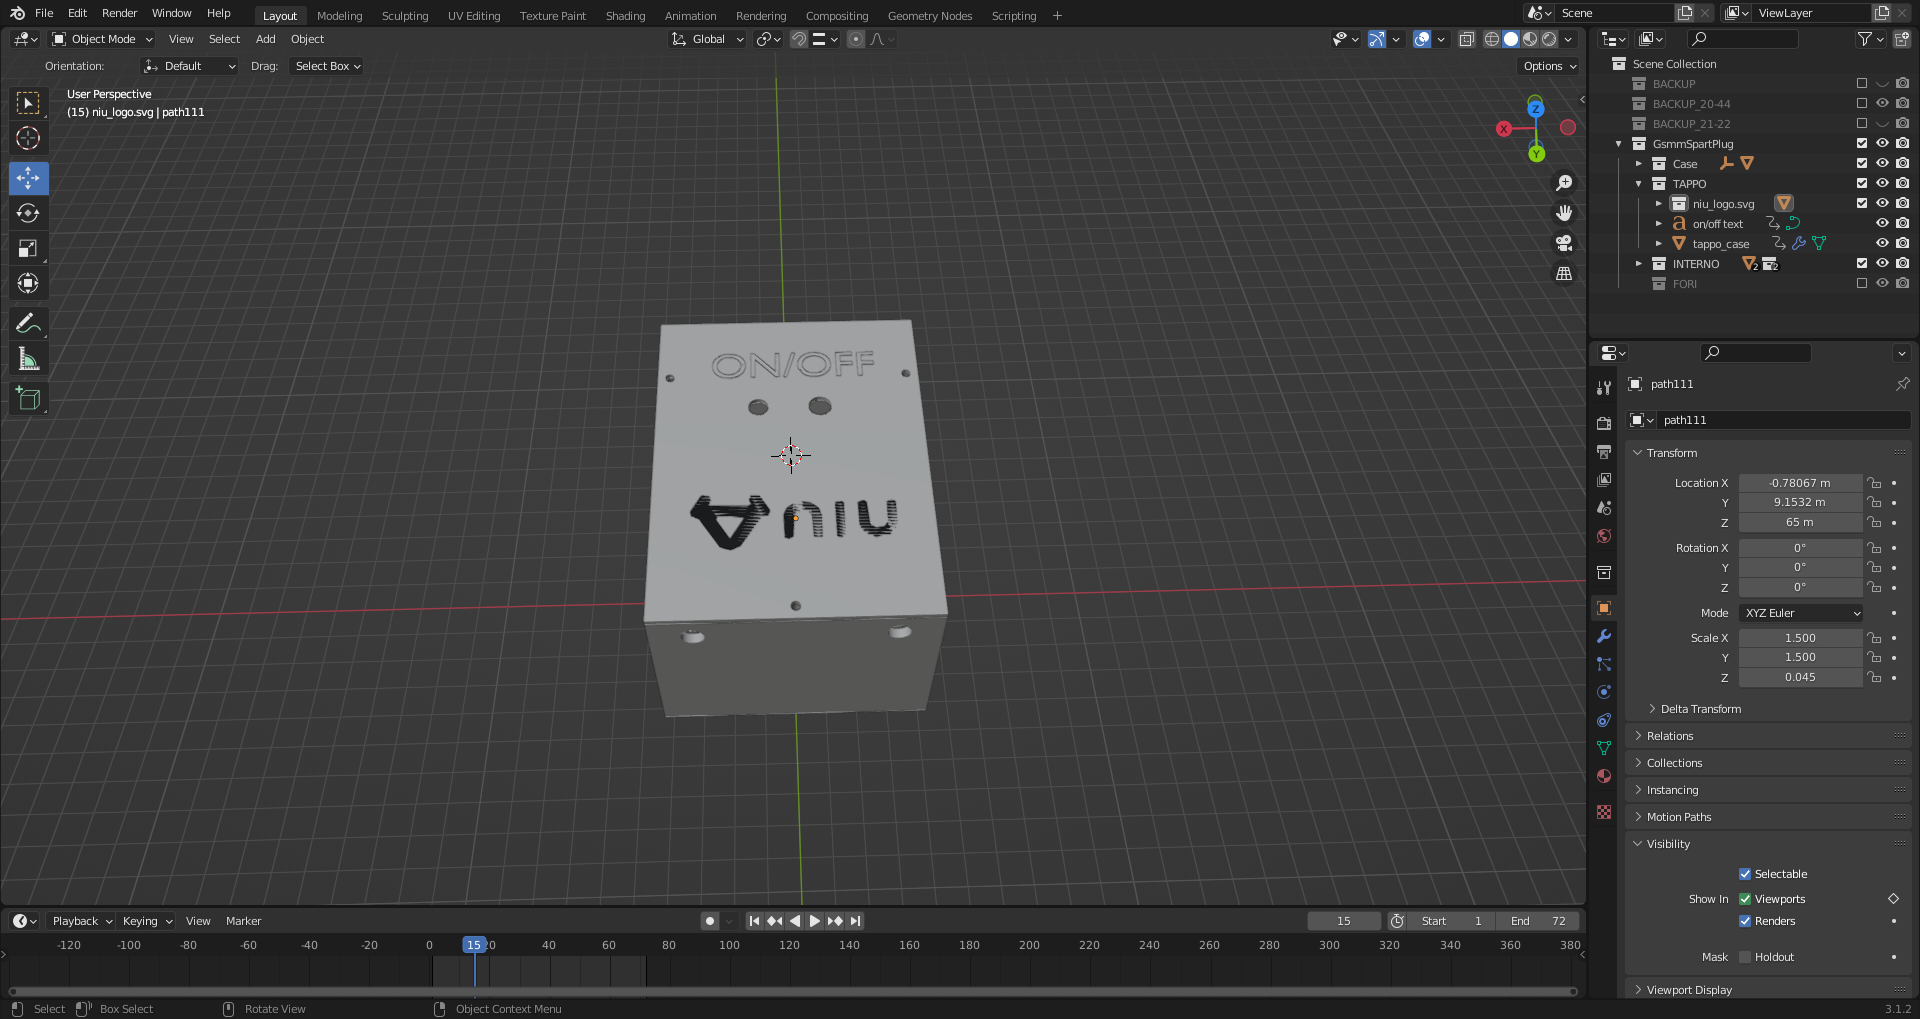 File Edit Render Window Help Layout Modeling Sculpting UV Editing Texture Paint Shading Animation Rendering Compositing Geometry Nodes Scripting + Scene ViewLayer
Object Mode View Select Add Object Global
Orientation: Default Drag: Select Box Options
User Perspective
(15) niu_logo.svg | path111
Z
X
Y
ON/OFF
niu
Scene Collection
BACKUP
BACKUP_20-44
BACKUP_21-22
GsmmSpartPlug
Case
TAPPO
niu_logo.svg
on/off text
tappo_case
INTERNO 2 2
FORI
path111
path111
Transform
Location X -0.78067 m
Y 9.1532 m
Z 65 m
Rotation X 0°
Y 0°
Z 0°
Mode XYZ Euler
Scale X 1.500
Y 1.500
Z 0.045
Delta Transform
Relations
Collections
Instancing
Motion Paths
Visibility
Selectable
Show In Viewports
Renders
Mask Holdout
Viewport Display
Playback Keying View Marker 15 Start 1 End 72
-120 -100 -80 -60 -40 -20 0 15 20 40 60 80 100 120 140 160 180 200 220 240 260 280 300 320 340 360 380
Select Box Select Rotate View Object Context Menu 3.1.2